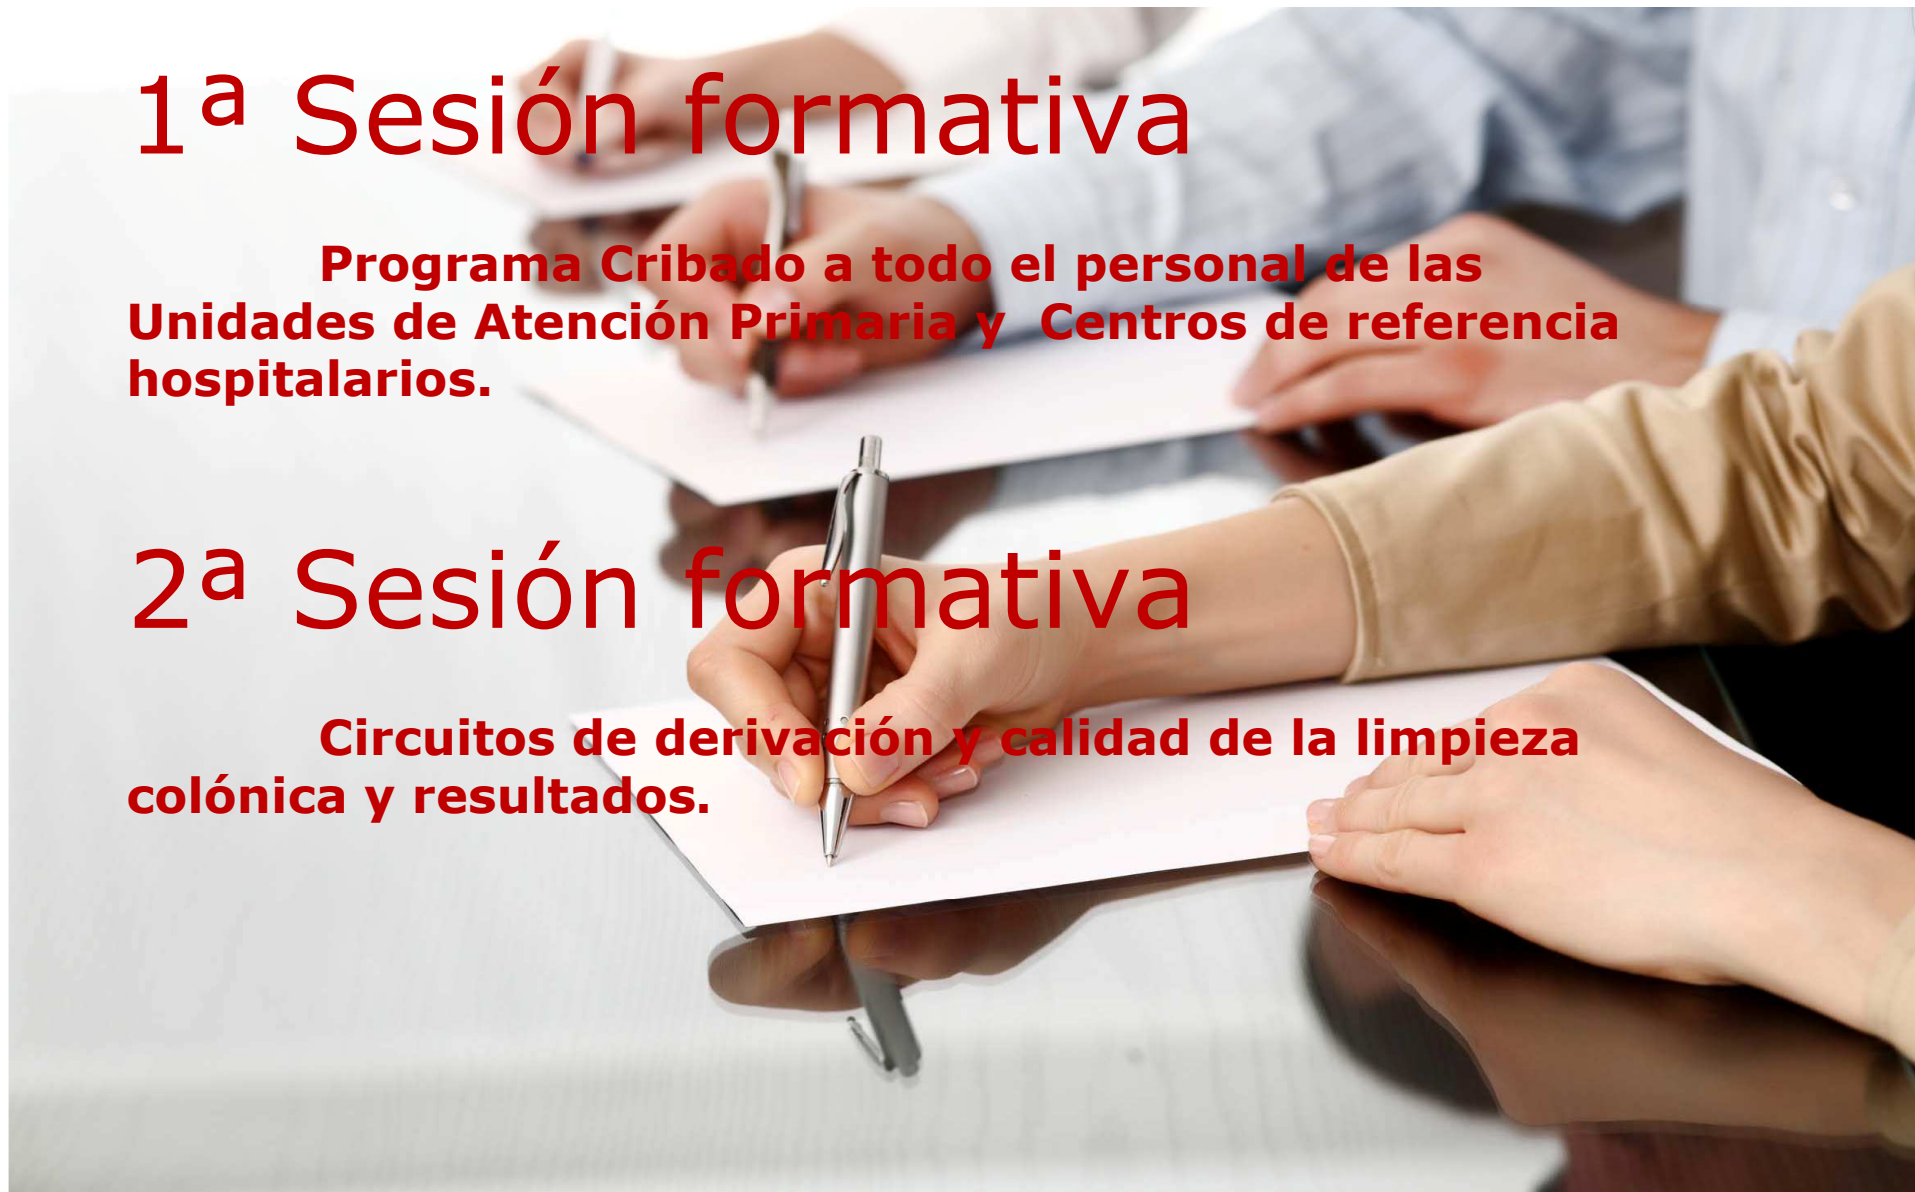 1ª Sesión formativa
Programa Cribado a todo el personal de las
Unidades de Atención Primaria y Centros de referencia
hospitalarios.
2ª Sesión formativa
Circuitos de derivación y calidad de la limpieza
colónica y resultados.